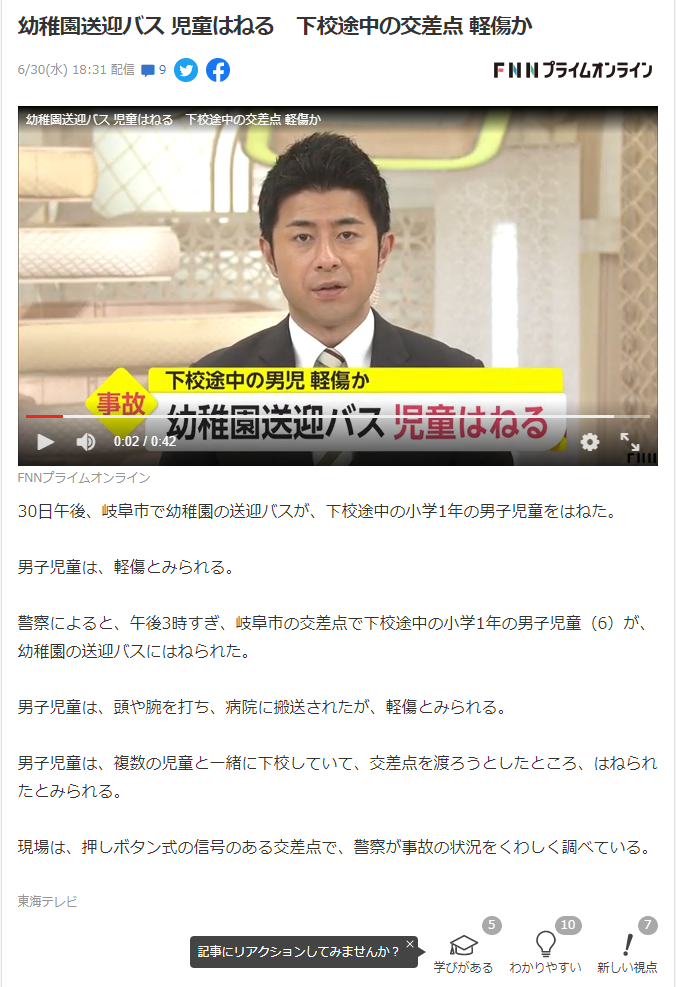 幼稚園送迎バス 児童はねる　下校途中の交差点 軽傷か
6/30(水) 18:31 配信 9
FNNプライムオンライン
幼稚園送迎バス 児童はねる　下校途中の交差点 軽傷か
下校途中の男児 軽傷か
事故
幼稚園送迎バス 児童はねる
0:02 / 0:42
FNNプライムオンライン
30日午後、岐阜市で幼稚園の送迎バスが、下校途中の小学1年の男子児童をはねた。
男子児童は、軽傷とみられる。
警察によると、午後3時すぎ、岐阜市の交差点で下校途中の小学1年の男子児童（6）が、
幼稚園の送迎バスにはねられた。
男子児童は、頭や腕を打ち、病院に搬送されたが、軽傷とみられる。
男子児童は、複数の児童と一緒に下校していて、交差点を渡ろうとしたところ、はねられ
たとみられる。
現場は、押しボタン式の信号のある交差点で、警察が事故の状況をくわしく調べている。
東海テレビ
記事にリアクションしてみませんか？ ×
5 10 7
学びがある わかりやすい 新しい視点